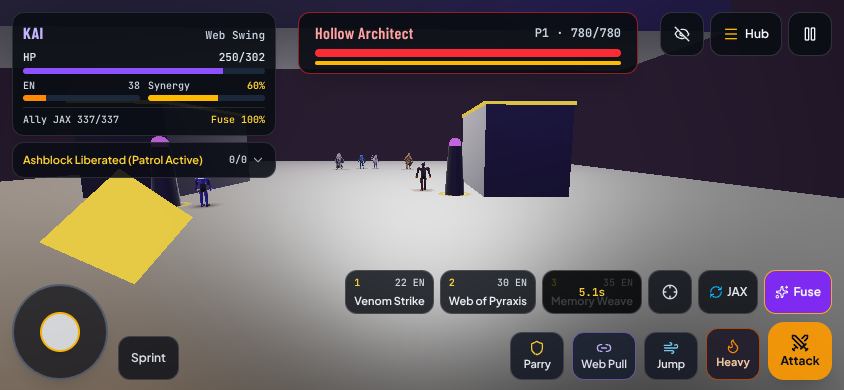 KAI Web Swing
HP 250/302
EN 38 Synergy 60%
Ally JAX 337/337 Fuse 100%
Ashblock Liberated (Patrol Active) 0/0
Hollow Architect P1 · 780/780
Hub
1 22 EN
Venom Strike
2 30 EN
Web of Pyraxis
3 35 EN
5.1s
Memory Weave
JAX
Fuse
Sprint
Parry
Web Pull
Jump
Heavy
Attack